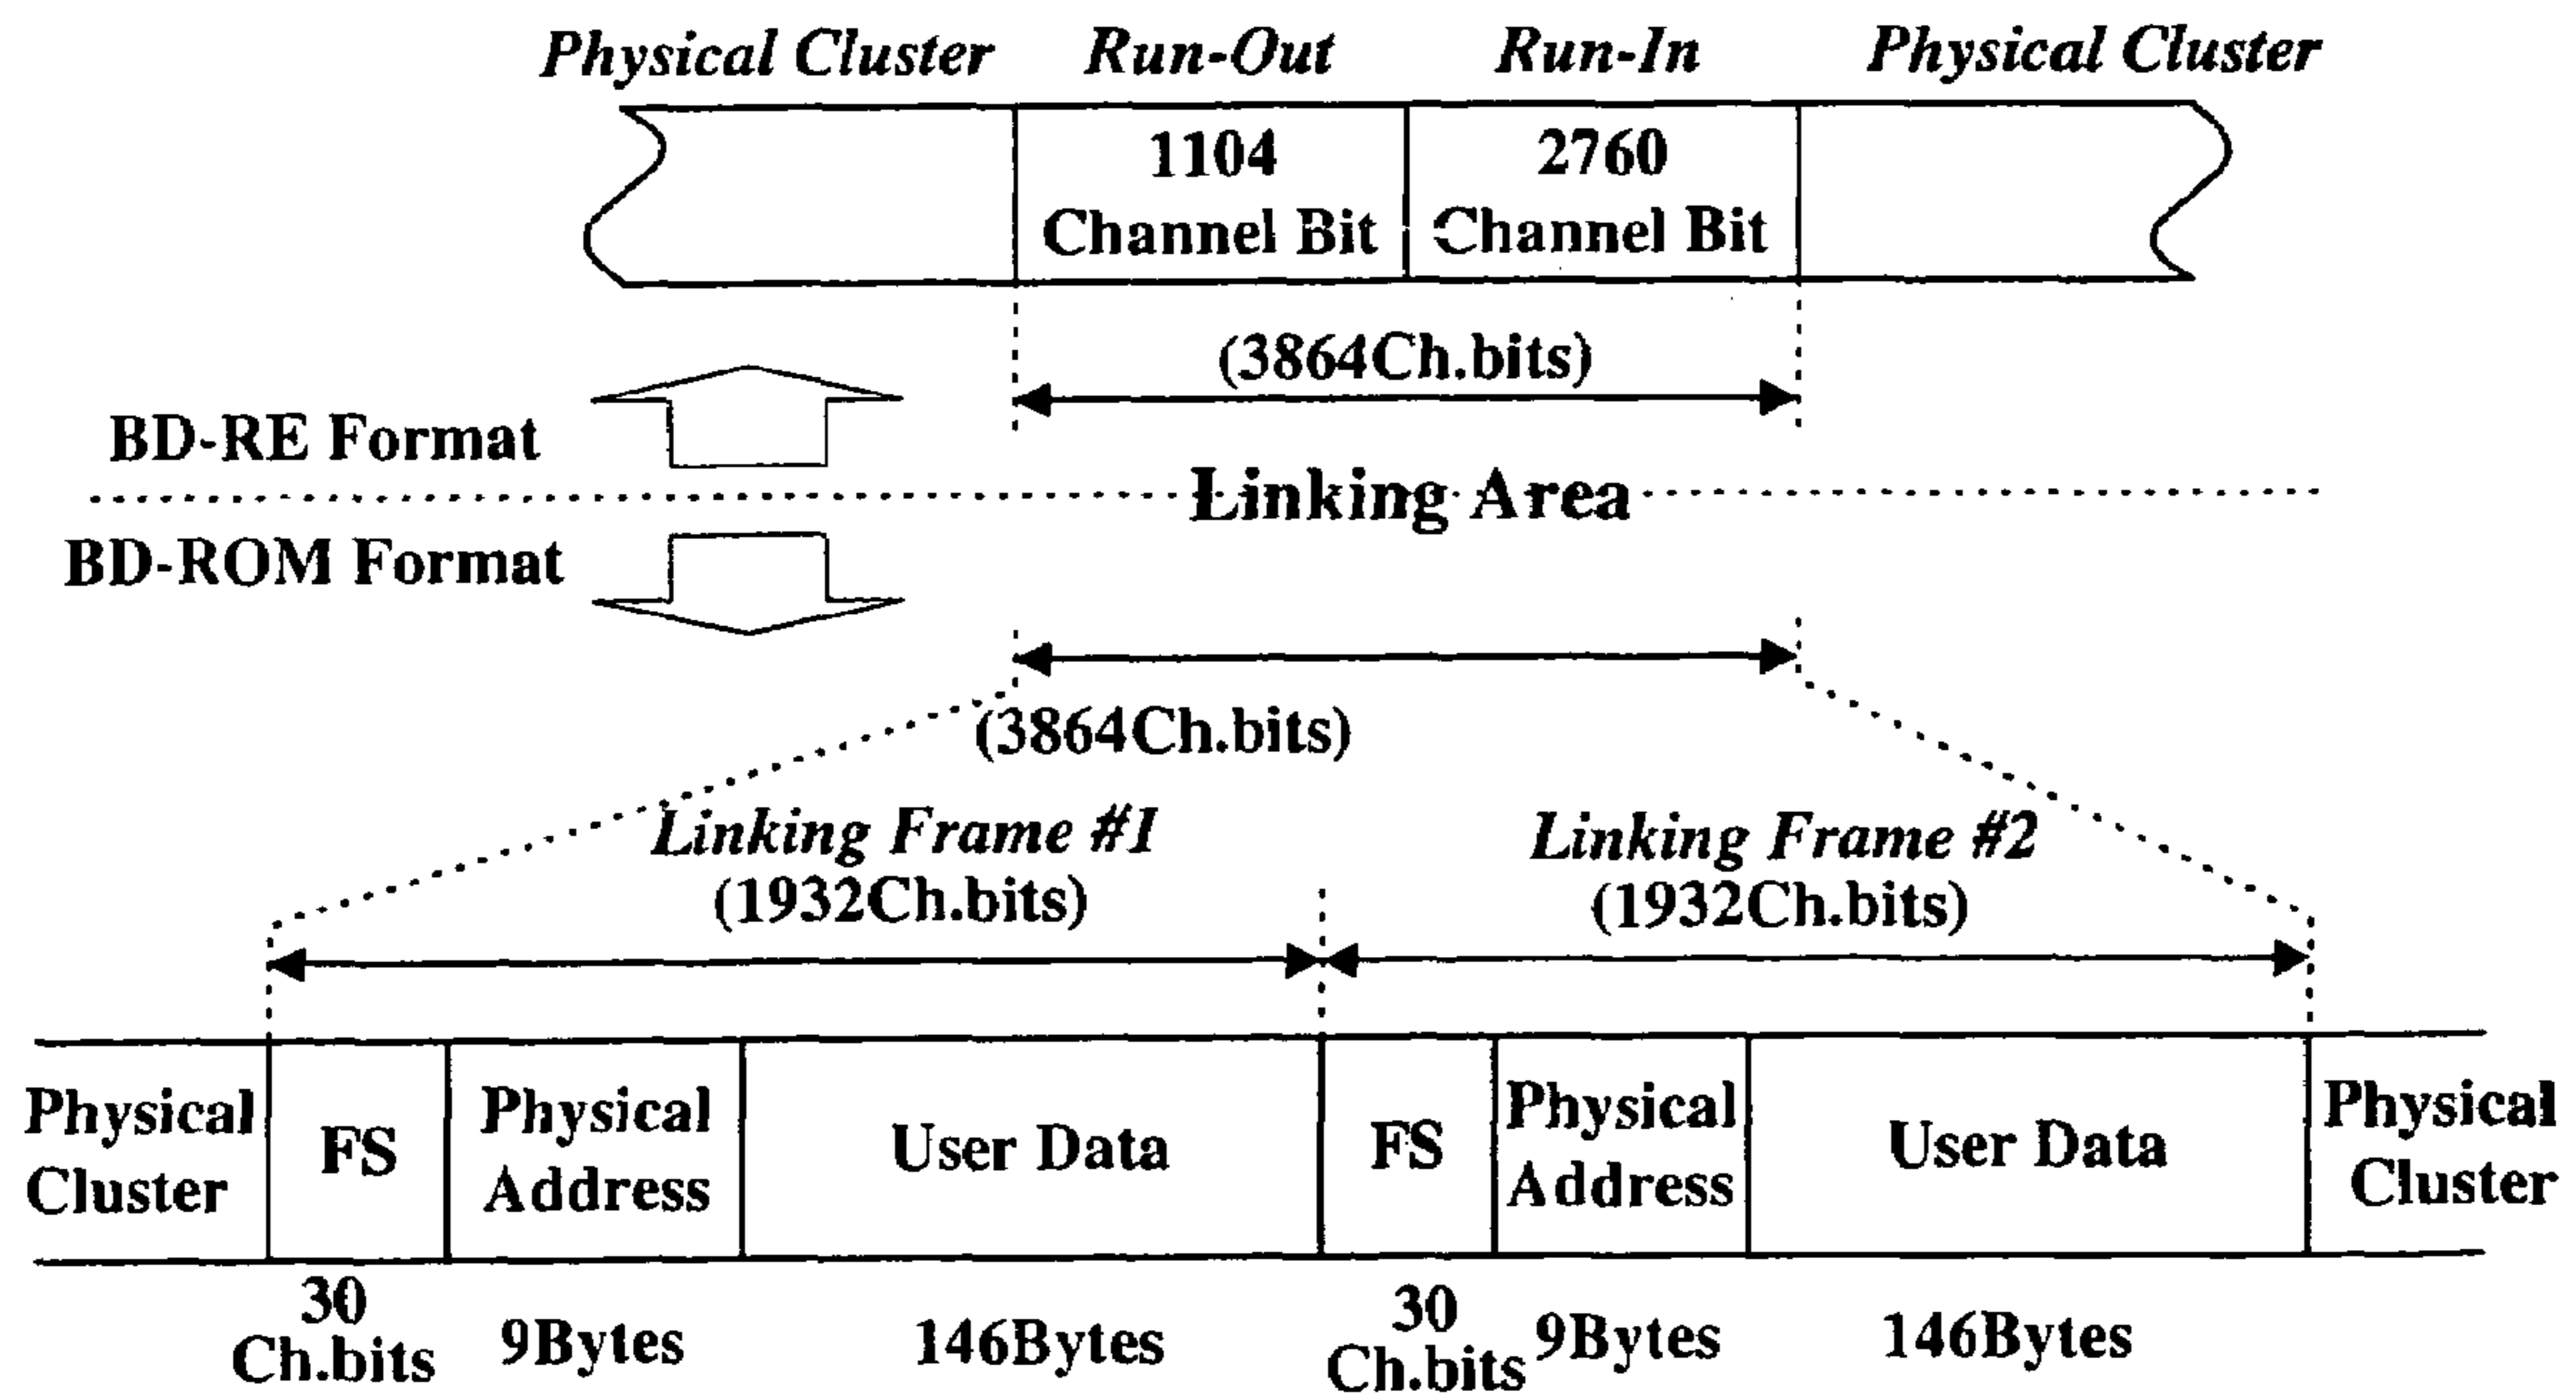 Physical Cluster Run-Out Run-In Physical Cluster
1104 Channel Bit
2760 Channel Bit
(3864Ch.bits)
BD-RE Format
Linking Area
BD-ROM Format
(3864Ch.bits)
Linking Frame #1
(1932Ch.bits)
Linking Frame #2
(1932Ch.bits)
Physical Cluster
FS
Physical Address
User Data
FS
Physical Address
User Data
Physical Cluster
30 Ch.bits
9Bytes
146Bytes
30 Ch.bits
9Bytes
146Bytes